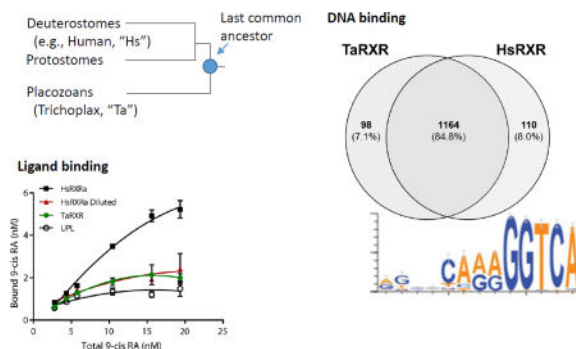 Deuterostomes
(e.g., Human, “Hs”)
Protostomes
Placozoans
(Trichoplax, “Ta”)
Last common
ancestor
DNA binding
TaRXR
HsRXR
98
(7.1%)
1164
(84.8%)
110
(8.0%)
Ligand binding
HsRXRa
HsRXRa Diluted
TaRXR
LPL
Bound 9-cis RA (nM)
6
4
2
0
0 5 10 15 20 25
Total 9-cis RA (nM)
CAAAGGTCA
GG